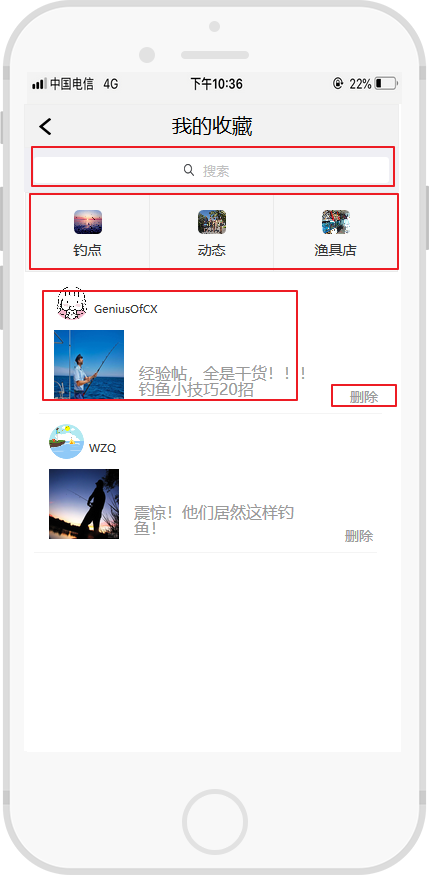 中国电信 4G 下午10:36 22%
我的收藏
搜索
钓点 动态 渔具店
GeniusOfCX
经验帖，全是干货！！！
钓鱼小技巧20招
删除
WZQ
震惊！他们居然这样钓
鱼！
删除